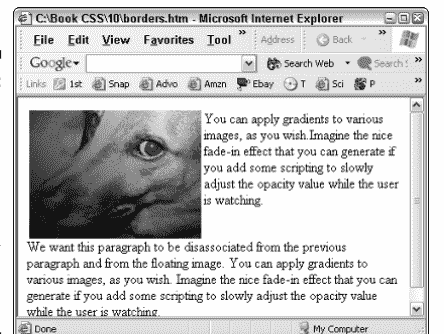 C:\Book CSS\10\borders.htm - Microsoft Internet Explorer
File Edit View Favorites Tool »
Address Back »
Google Search Web Search »
Links 1st Snap Advo Amzn Ebay T Sci P »
You can apply gradients to various
images, as you wish.Imagine the nice
fade-in effect that you can generate if
you add some scripting to slowly
adjust the opacity value while the user
is watching.
We want this paragraph to be disassociated from the previous
paragraph and from the floating image. You can apply gradients to
various images, as you wish. Imagine the nice fade-in effect that you can
generate if you add some scripting to slowly adjust the opacity value
while the user is watching.
Done My Computer